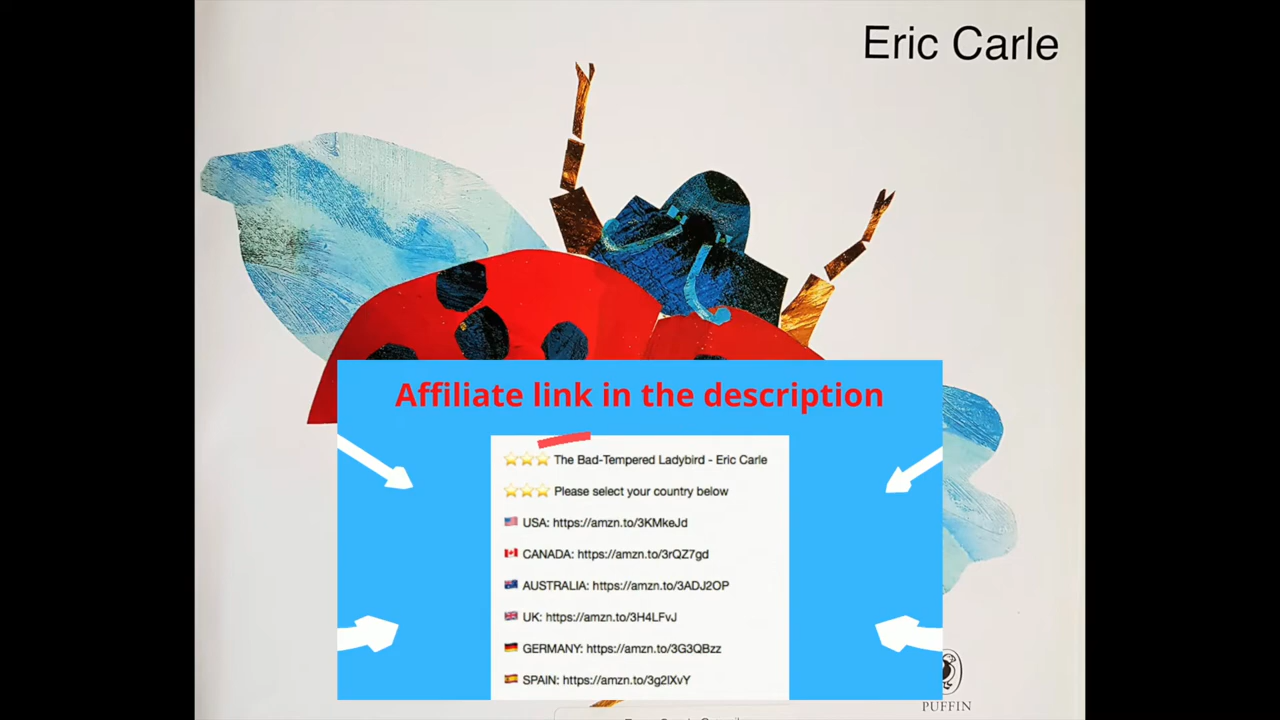 Eric Carle
Affiliate link in the description
The Bad-Tempered Ladybird - Eric Carle
Please select your country below
USA: https://amzn.to/3KMkeJd
CANADA: https://amzn.to/3rQZ7gd
AUSTRALIA: https://amzn.to/3ADJ2OP
UK: https://amzn.to/3H4LFvJ
GERMANY: https://amzn.to/3G3QBzz
SPAIN: https://amzn.to/3g2lXvY
PUFFIN